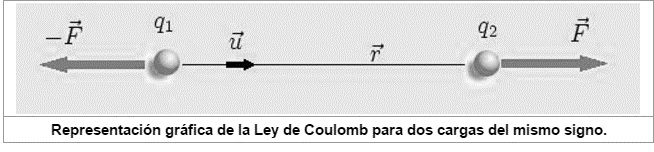 -F⃗ q₁ u⃗ r⃗ q₂ F⃗
Representación gráfica de la Ley de Coulomb para dos cargas del mismo signo.